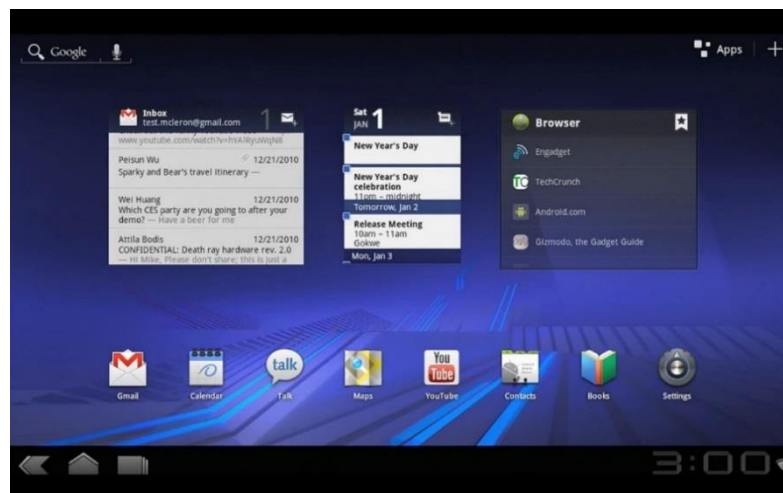 Google
Apps
Inbox
test.mcleron@gmail.com
1
Peisun Wu 12/21/2010
Sparky and Bear's travel itinerary —
Wei Huang 12/21/2010
Which CES party are you going to after your
demo? — Have a beer for me
Attila Bodis 12/21/2010
CONFIDENTIAL: Death ray hardware rev. 2.0
— Hi Mike, Please don't share; this is just a
Sat 1
JAN
New Year's Day
New Year's Day
celebration
11pm – midnight
Tomorrow, Jan 2
Release Meeting
10am – 11am
Gokwe
Mon, Jan 3
Browser
Engadget
TechCrunch
Android.com
Gizmodo, the Gadget Guide
Gmail
Calendar
talk
Talk
Maps
You
Tube
YouTube
Contacts
Books
Settings
3:00